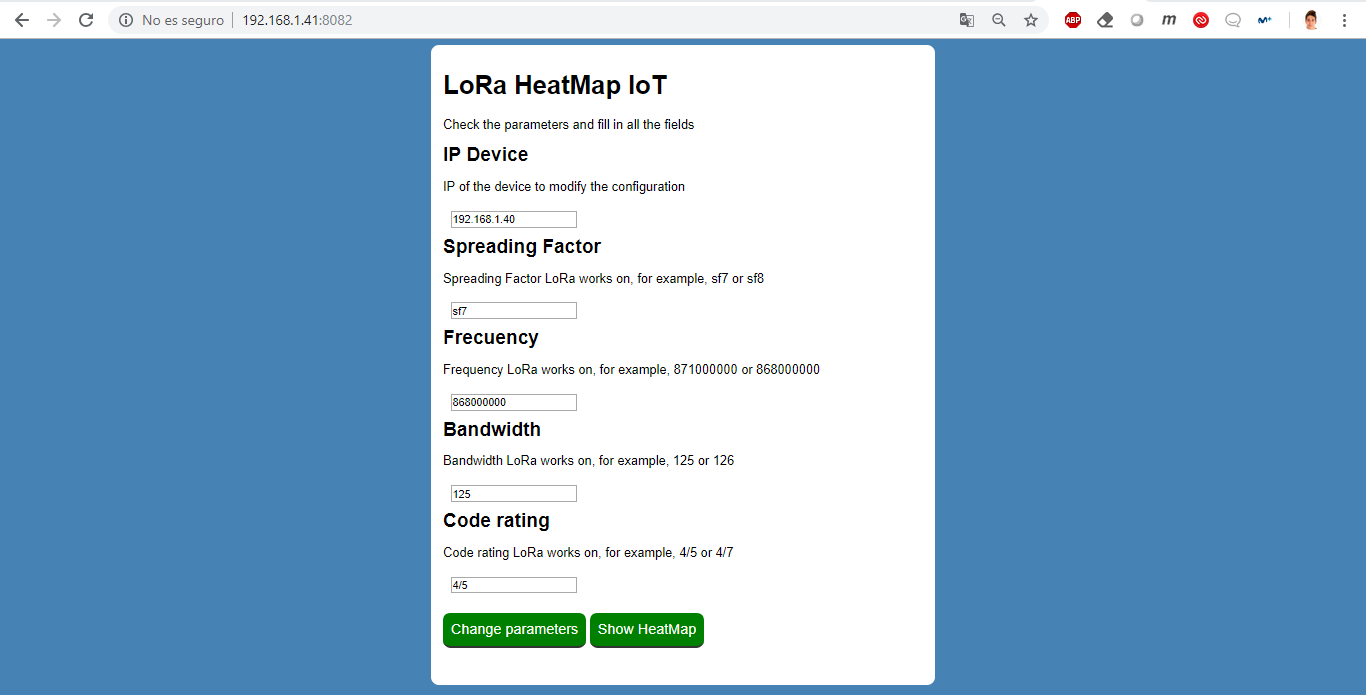 No es seguro | 192.168.1.41:8082
ABP
m
M+
LoRa HeatMap IoT
Check the parameters and fill in all the fields
IP Device
IP of the device to modify the configuration
192.168.1.40
Spreading Factor
Spreading Factor LoRa works on, for example, sf7 or sf8
sf7
Frecuency
Frequency LoRa works on, for example, 871000000 or 868000000
868000000
Bandwidth
Bandwidth LoRa works on, for example, 125 or 126
125
Code rating
Code rating LoRa works on, for example, 4/5 or 4/7
4/5
Change parameters Show HeatMap